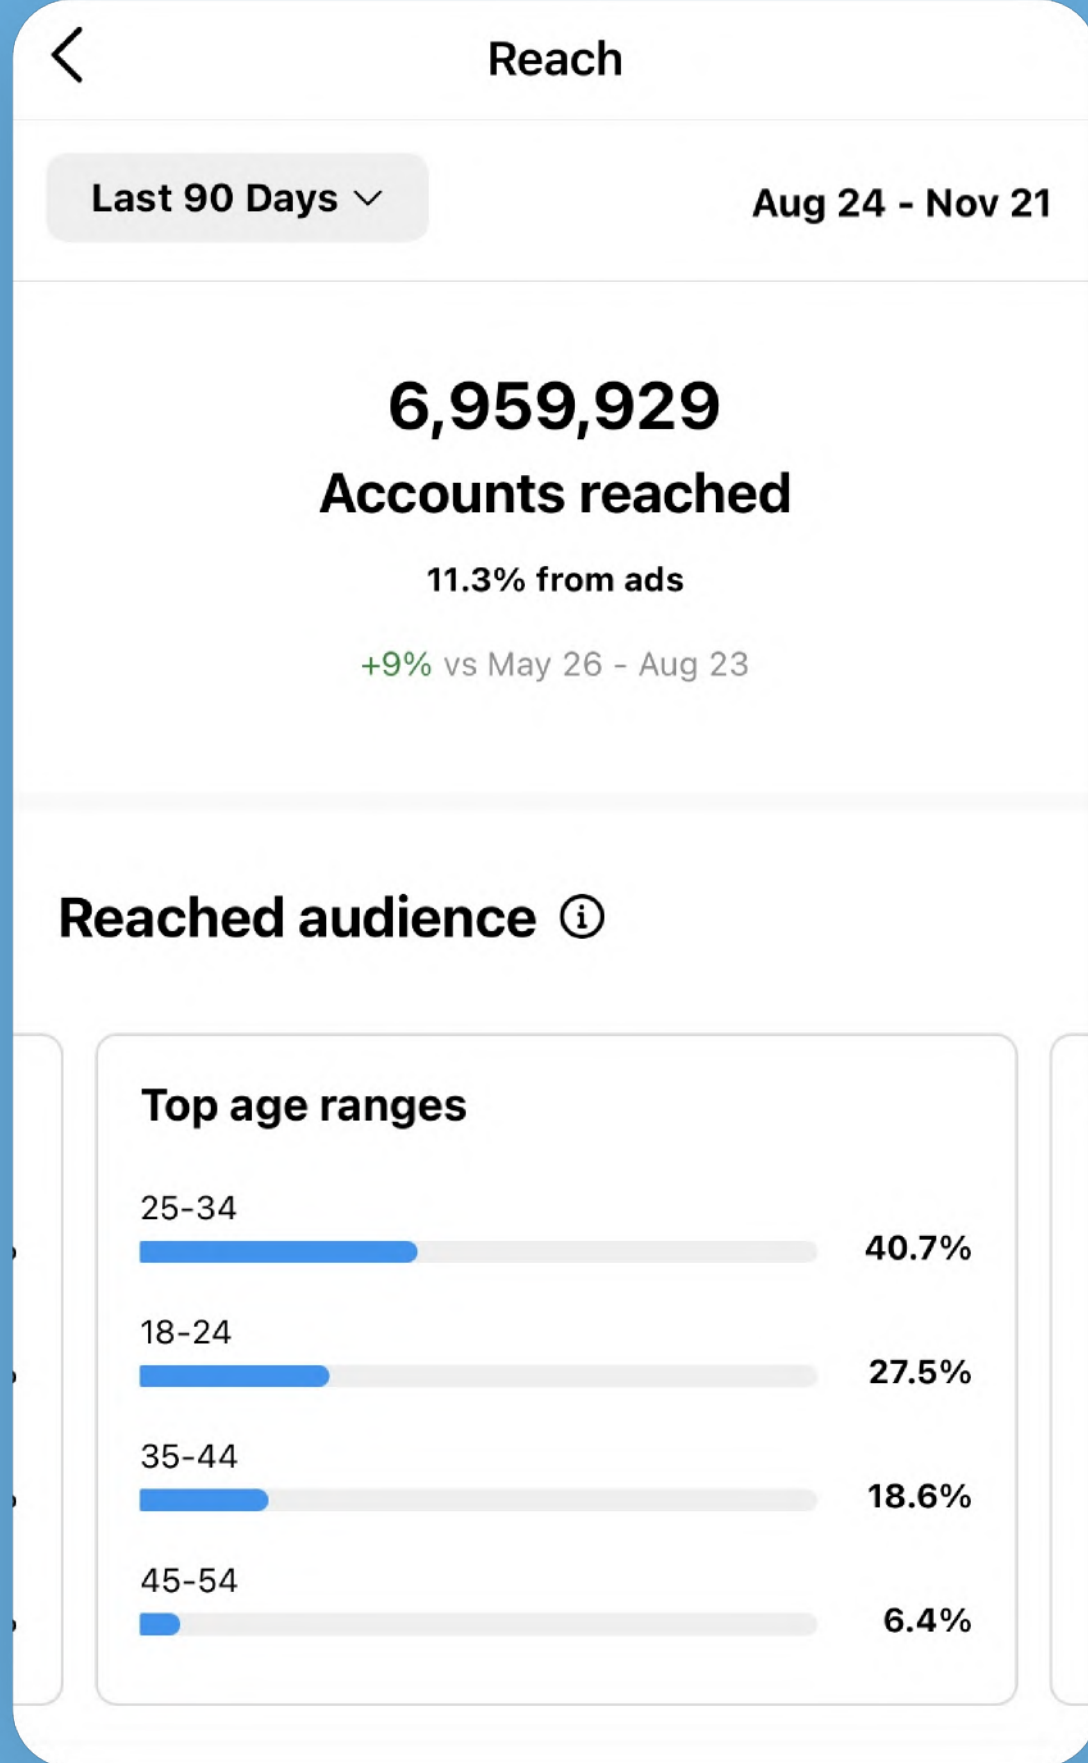 Reach
Last 90 Days
Aug 24 - Nov 21
6,959,929
Accounts reached
11.3% from ads
+9% vs May 26 - Aug 23
Reached audience
Top age ranges
25-34
40.7%
18-24
27.5%
35-44
18.6%
45-54
6.4%